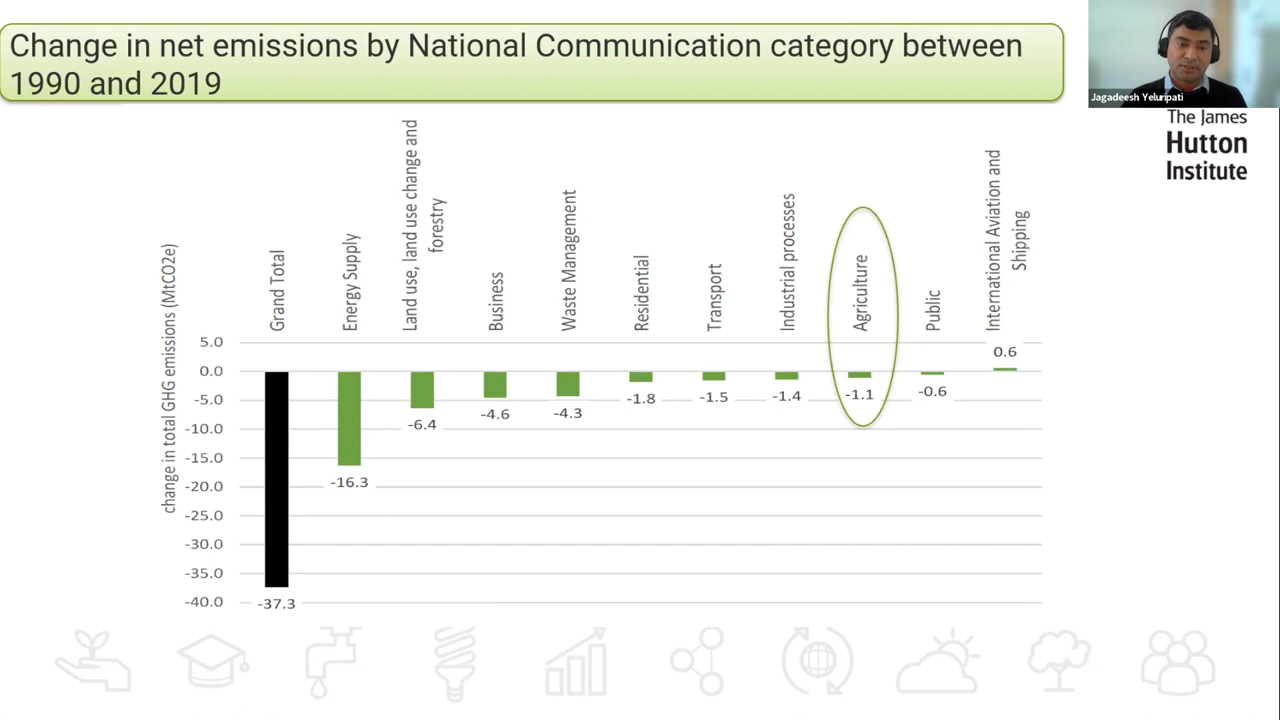 Change in net emissions by National Communication category between
1990 and 2019
Jagadeesh Yeluripati
The James
Hutton
Institute
change in total GHG emissions (MtCO2e)
Grand Total
Energy Supply
Land use, land use change and
forestry
Business
Waste Management
Residential
Transport
Industrial processes
Agriculture
Public
International Aviation and
Shipping
5.0
0.0
-5.0
-10.0
-15.0
-20.0
-25.0
-30.0
-35.0
-40.0
-37.3
-16.3
-6.4
-4.6
-4.3
-1.8
-1.5
-1.4
-1.1
-0.6
0.6